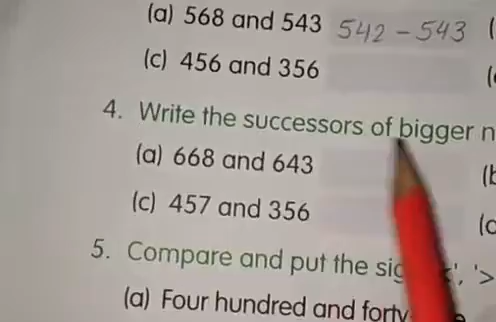 (a) 568 and 543 542 - 543 (
(c) 456 and 356
4. Write the successors of bigger n
(a) 668 and 643 (b
(c) 457 and 356
5. Compare and put the sig '>
(a) Four hundred and forty